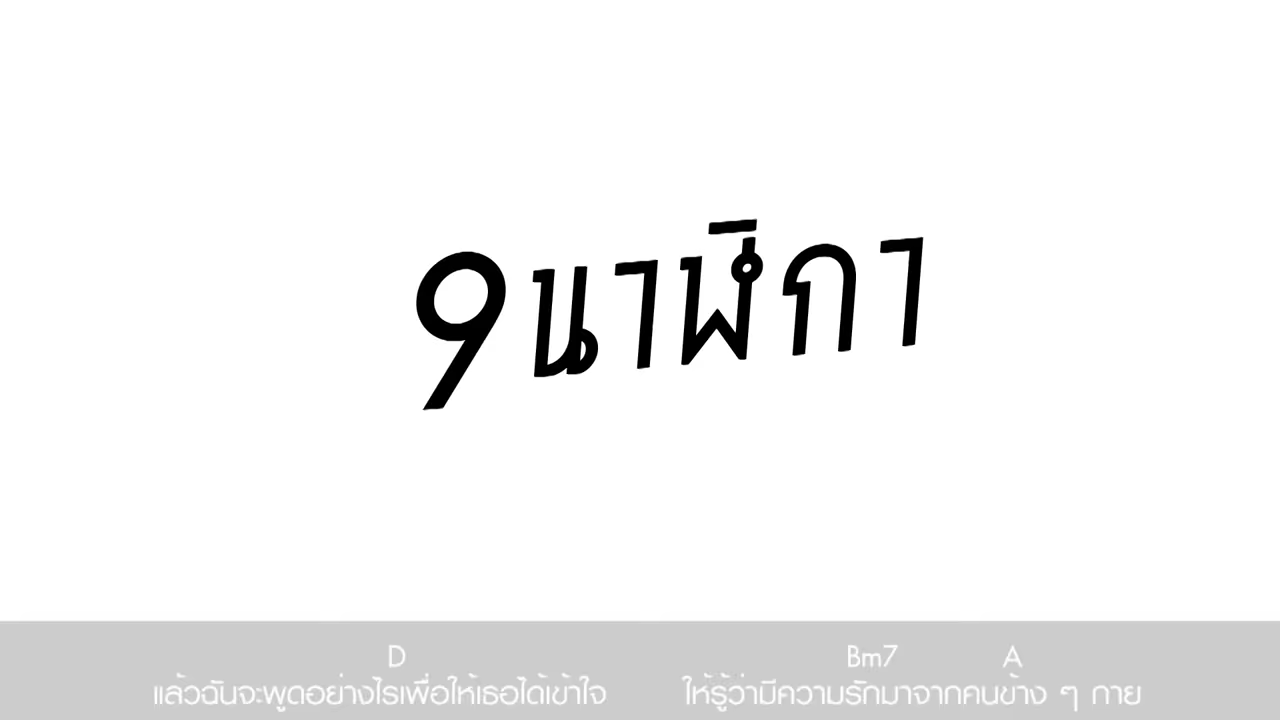 9นาฬิกา
D Bm7 A
แล้วฉันจะพูดอย่างไรเพื่อให้เธอได้เข้าใจ ให้รู้ว่ามีความรักมาจากคนข้าง ๆ กาย